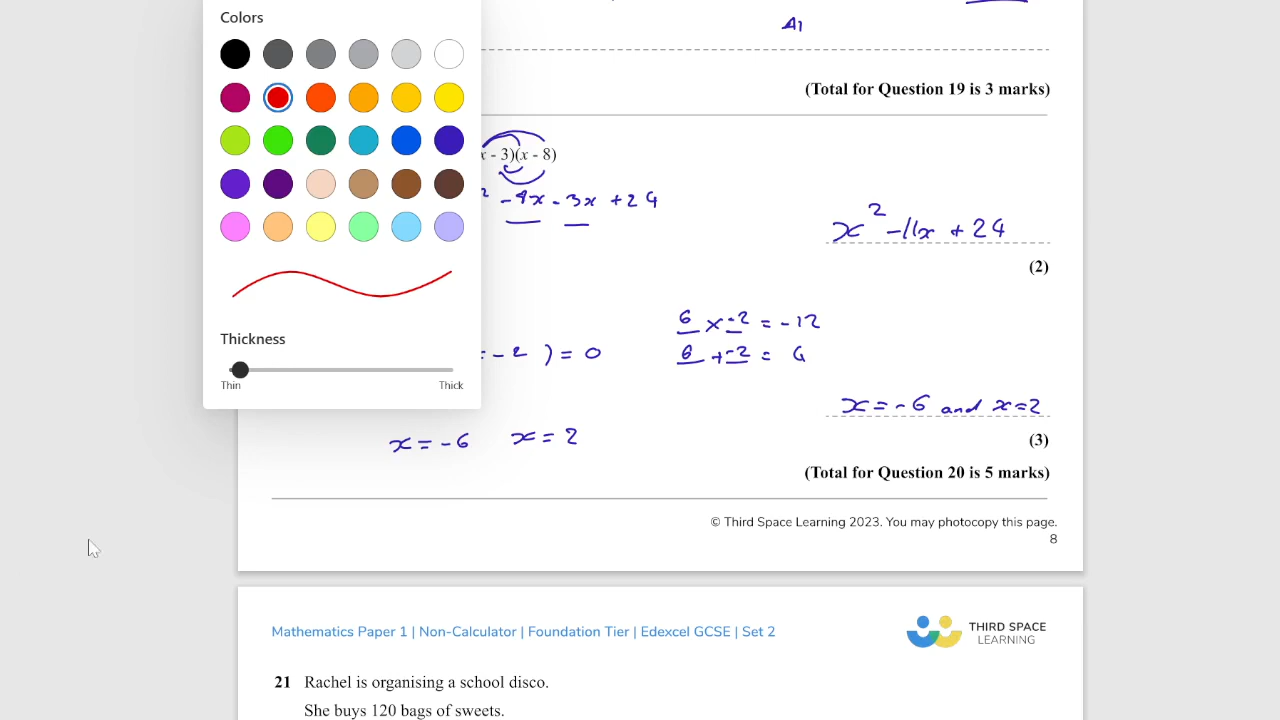 Colors
A1
(Total for Question 19 is 3 marks)
x - 3)(x - 8)
2 - 8x - 3x + 24
x² - 11x + 24
(2)
6 x -2 = -12
- 2 ) = 0
6 + -2 = 4
Thickness
Thin Thick
x = -6 and x = 2
(3)
x = -6 x = 2
(Total for Question 20 is 5 marks)
© Third Space Learning 2023. You may photocopy this page.
8
Mathematics Paper 1 | Non-Calculator | Foundation Tier | Edexcel GCSE | Set 2
THIRD SPACE
LEARNING
21 Rachel is organising a school disco.
She buys 120 bags of sweets.